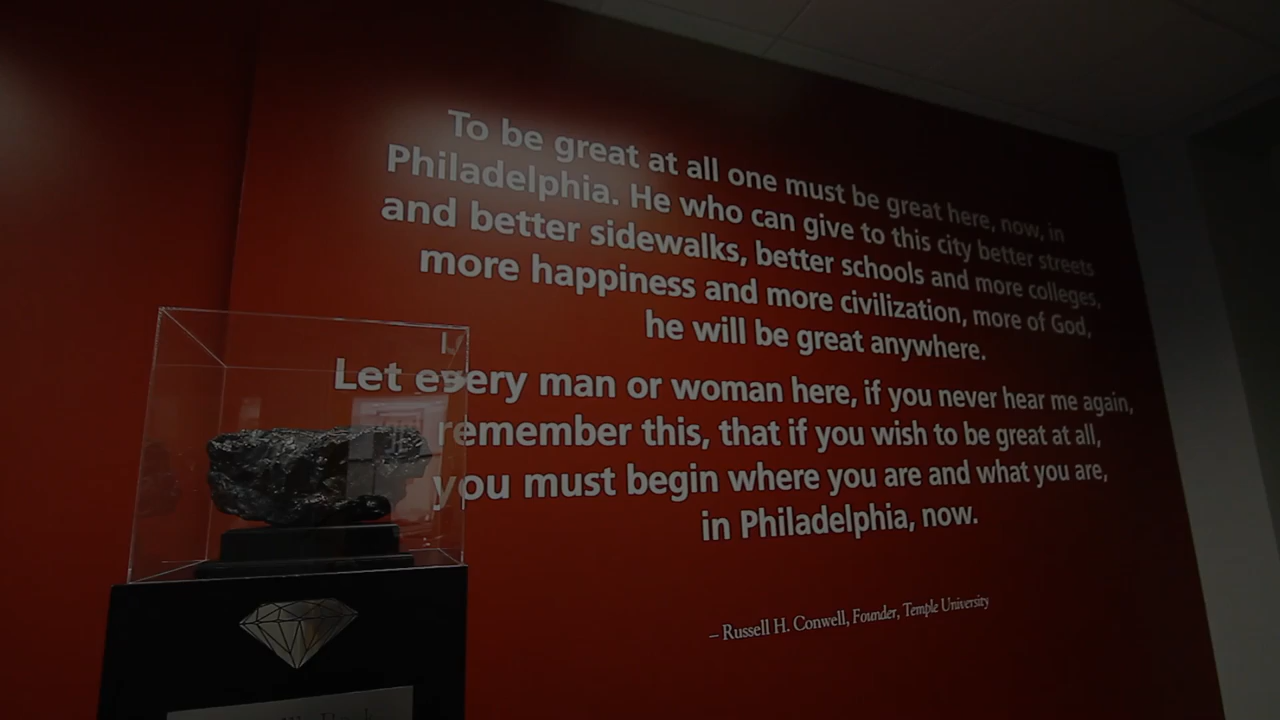 To be great at all one must be great here, now, in
Philadelphia. He who can give to this city better streets
and better sidewalks, better schools and more colleges,
more happiness and more civilization, more of God,
he will be great anywhere.
Let every man or woman here, if you never hear me again,
remember this, that if you wish to be great at all,
you must begin where you are and what you are,
in Philadelphia, now.
– Russell H. Conwell, Founder, Temple University